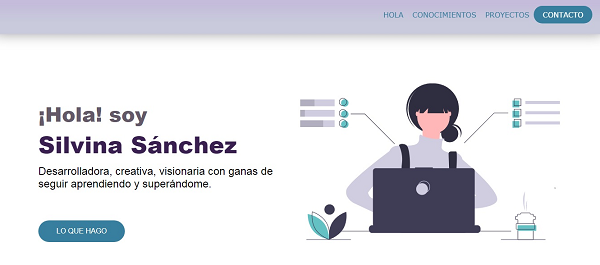 HOLA CONOCIMIENTOS PROYECTOS CONTACTO
¡Hola! soy
Silvina Sánchez
Desarrolladora, creativa, visionaria con ganas de
seguir aprendiendo y superándome.
LO QUE HAGO